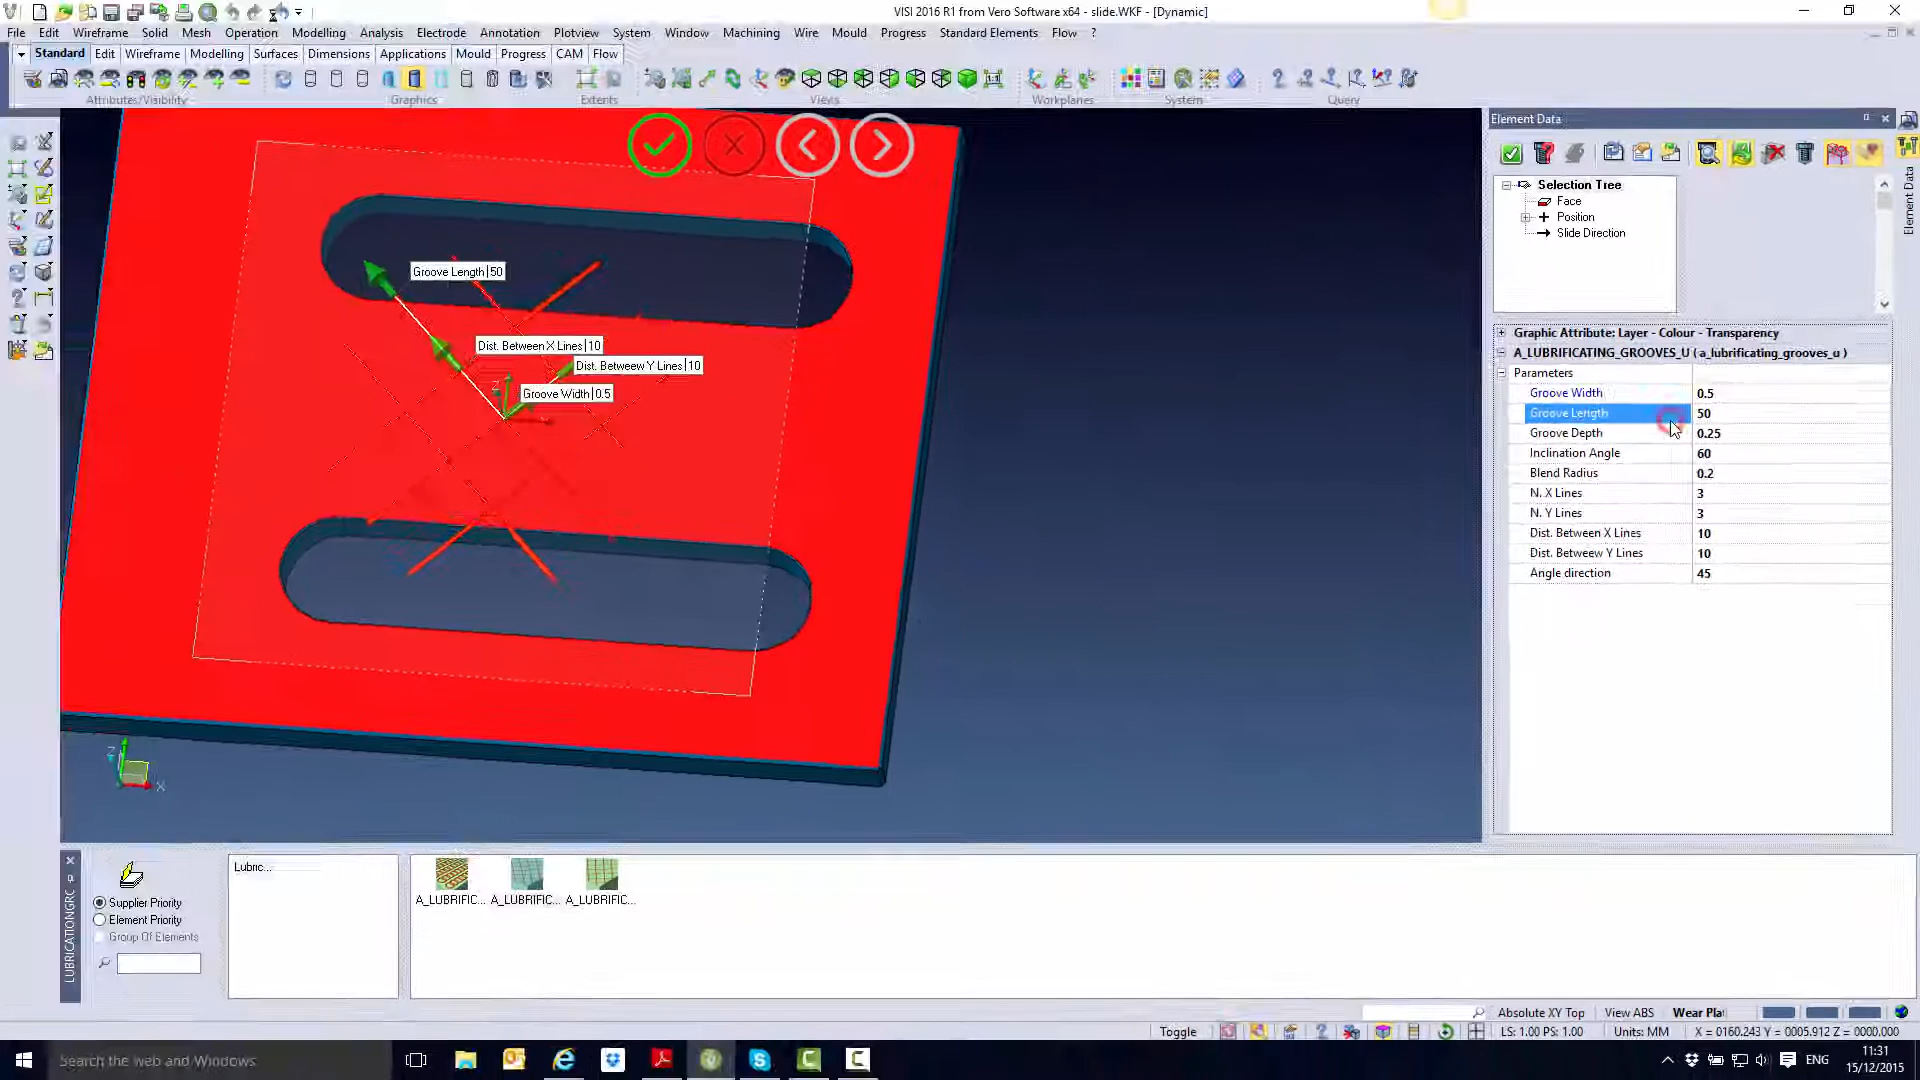 VISI 2016 R1 from Vero Software x64 - slide.WKF - [Dynamic]
File Edit Wireframe Solid Mesh Operation Modelling Analysis Electrode Annotation Plotview System Window Machining Wire Mould Progress Standard Elements Flow ?
Standard Edit Wireframe Modelling Surfaces Dimensions Applications Mould Progress CAM Flow
Attributes/Visibility Graphics Extents Views Workplanes System Query
Element Data
Selection Tree
Face
Position
Slide Direction
Element Data
Groove Length|50
Dist. Between X Lines|10
Dist. Betweew Y Lines|10
Groove Width|0.5
Z
X
Z
Graphic Attribute: Layer - Colour - Transparency
A_LUBRIFICATING_GROOVES_U ( a_lubrificating_grooves_u )
Parameters
Groove Width 0.5
Groove Length 50
Groove Depth 0.25
Inclination Angle 60
Blend Radius 0.2
N. X Lines 3
N. Y Lines 3
Dist. Between X Lines 10
Dist. Betweew Y Lines 10
Angle direction 45
LUBRICATIONGRC
Supplier Priority
Element Priority
Group Of Elements
Lubric...
A_LUBRIFIC... A_LUBRIFIC... A_LUBRIFIC...
Absolute XY Top View ABS Wear Plat
Toggle LS: 1.00 PS: 1.00 Units: MM X = 0160.243 Y = 0005.912 Z = 0000.000
Search the web and Windows
ENG
11:31
15/12/2015